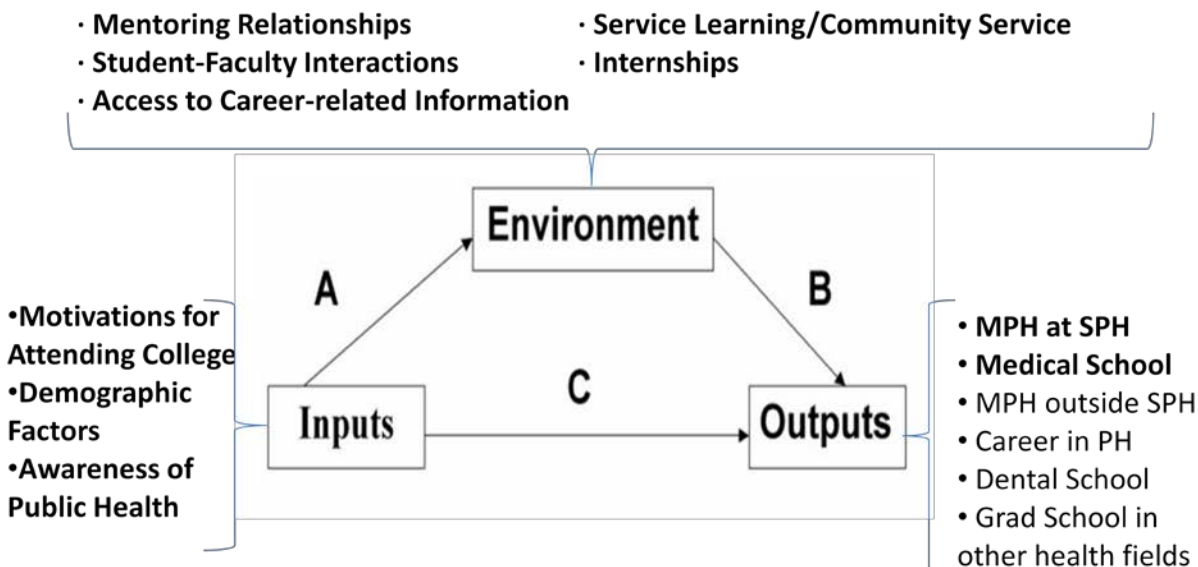 · Mentoring Relationships
· Student-Faculty Interactions
· Access to Career-related Information
· Service Learning/Community Service
· Internships
Environment
A
B
C
Inputs
Outputs
•Motivations for
Attending College
•Demographic
Factors
•Awareness of
Public Health
• MPH at SPH
• Medical School
• MPH outside SPH
• Career in PH
• Dental School
• Grad School in
other health fields